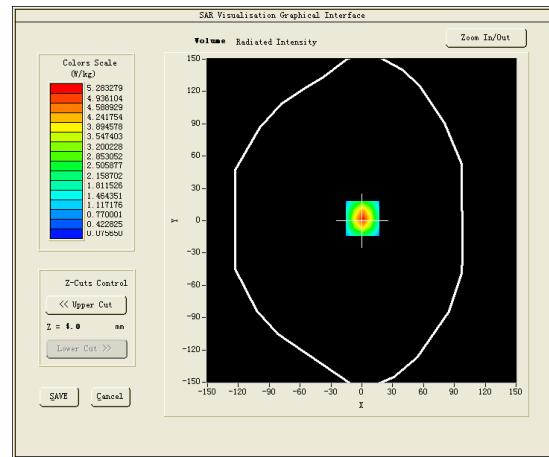 SAR Visualisation Graphical Interface
Volume Radiated Intensity
Zoom In/Out
Colors Scale
(W/kg)
5.283279
4.936104
4.588929
4.241754
3.894578
3.547403
3.200228
2.853052
2.505877
2.158702
1.811526
1.464351
1.117176
0.770001
0.422825
0.075650
Z-Cuts Control
<< Upper Cut
Z = 4.0 mm
Lower Cut >>
SAVE Cancel
Y
150
120
90
60
30
0
-30
-60
-90
-120
-150
-150 -120 -90 -60 -30 0 30 60 90 120 150
X